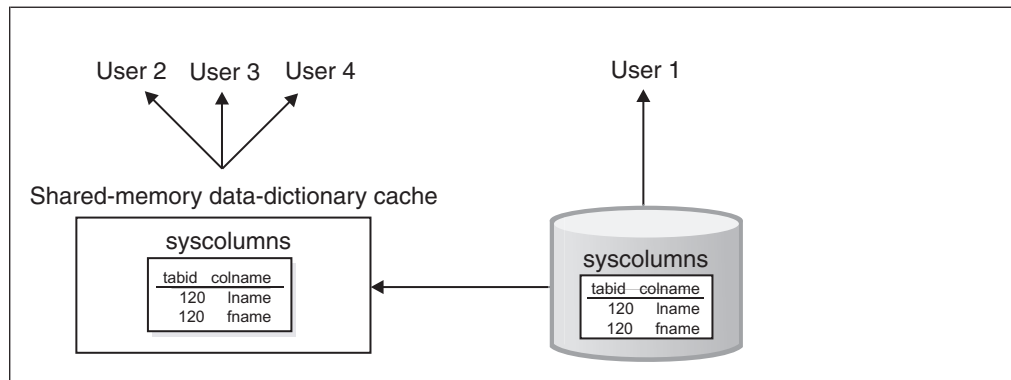 User 2 User 3 User 4
User 1
Shared-memory data-dictionary cache
syscolumns
tabid colname
120 lname
120 fname
syscolumns
tabid colname
120 lname
120 fname